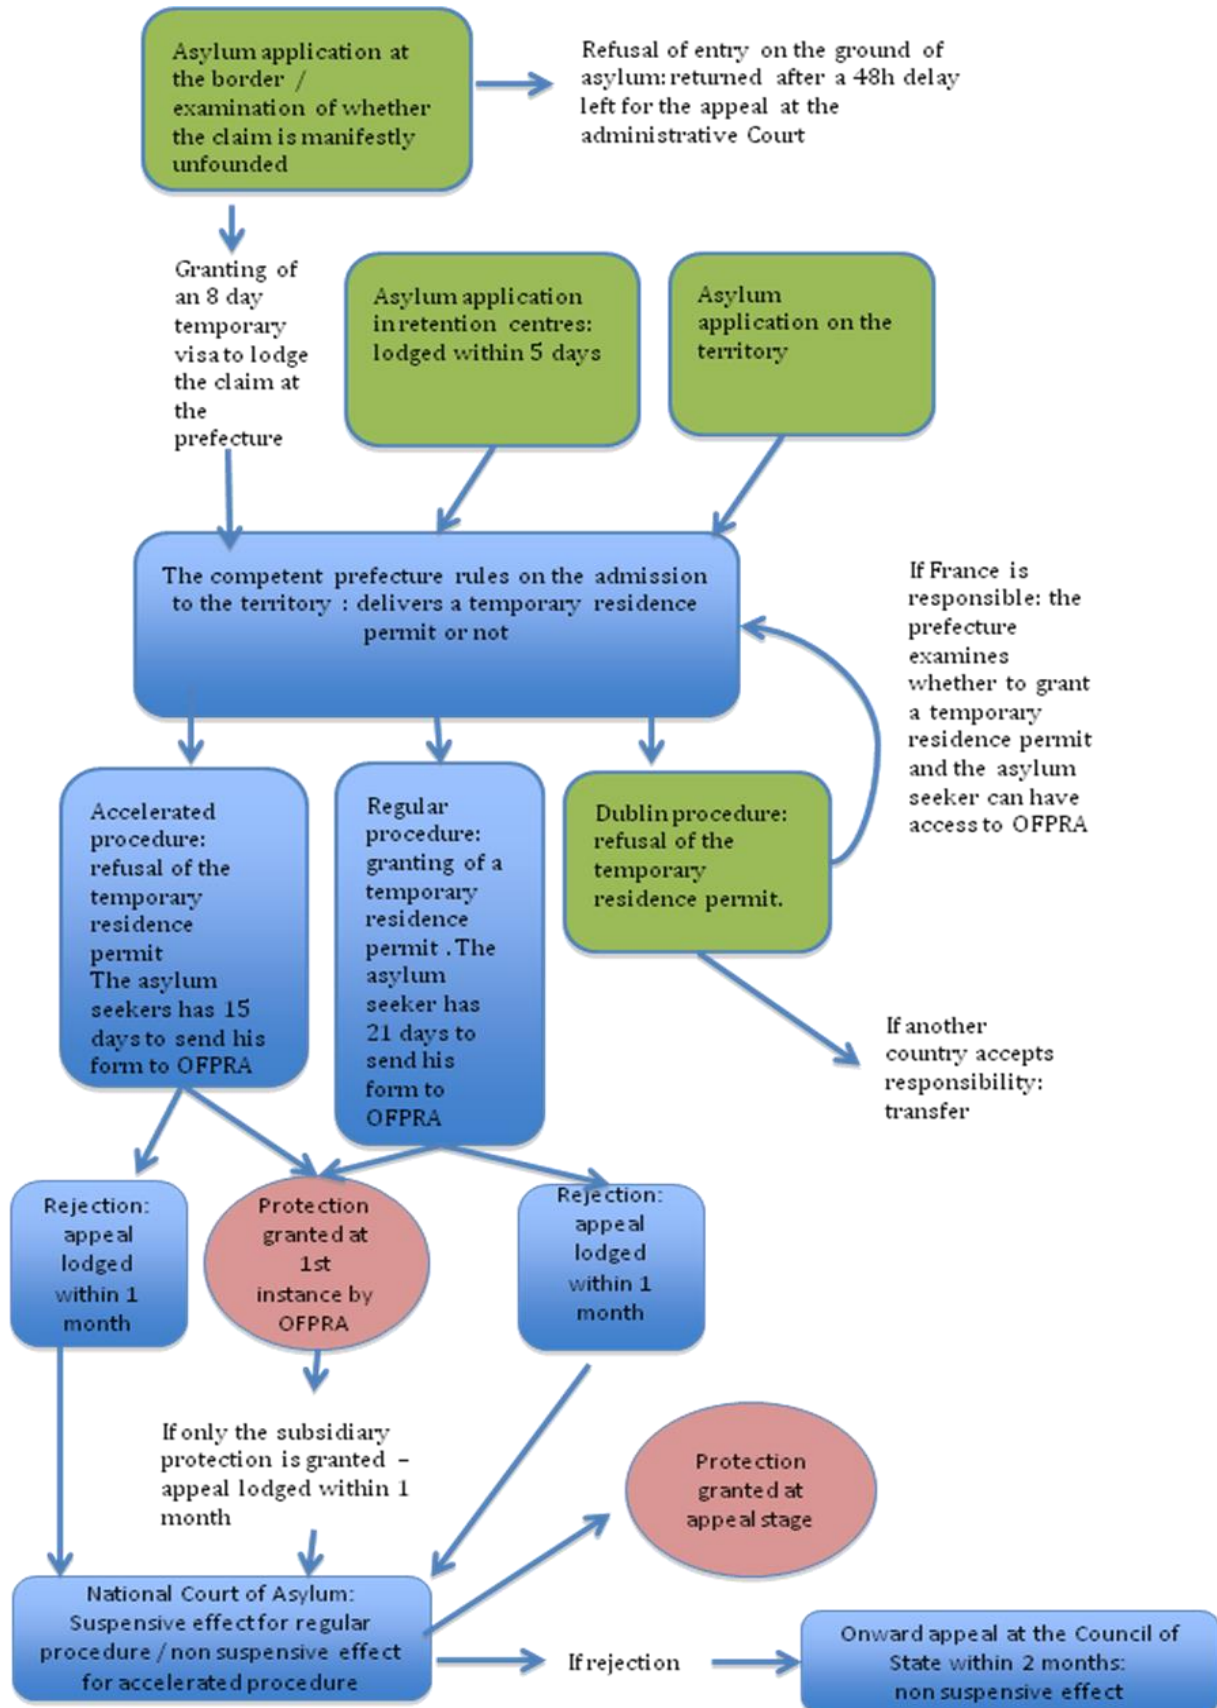 Asylum application at
the border /
examination of whether
the claim is manifestly
unfounded
Refusal of entry on the ground of
asylum: returned after a 48h delay
left for the appeal at the
administrative Court
Granting of
an 8 day
temporary
visa to lodge
the claim at
the
prefecture
Asylum application
in retention centres:
lodged within 5 days
Asylum
application on the
territory
The competent prefecture rules on the admission
to the territory : delivers a temporary residence
permit or not
If France is
responsible: the
prefecture
examines
whether to grant
a temporary
residence permit
and the asylum
seeker can have
access to OFPRA
Accelerated
procedure:
refusal of the
temporary
residence
permit
The asylum
seekers has 15
days to send his
form to OFPRA
Regular
procedure:
granting of a
temporary
residence
permit . The
asylum
seeker has
21 days to
send his
form to
OFPRA
Dublin procedure:
refusal of the
temporary
residence permit.
If another
country accepts
responsibility:
transfer
Rejection:
appeal
lodged
within 1
month
Protection
granted at
1st
instance by
OFPRA
Rejection:
appeal
lodged
within 1
month
If only the subsidiary
protection is granted –
appeal lodged within 1
month
Protection
granted at
appeal stage
National Court of Asylum:
Suspensive effect for regular
procedure / non suspensive effect
for accelerated procedure
If rejection
Onward appeal at the Council of
State within 2 months:
non suspensive effect